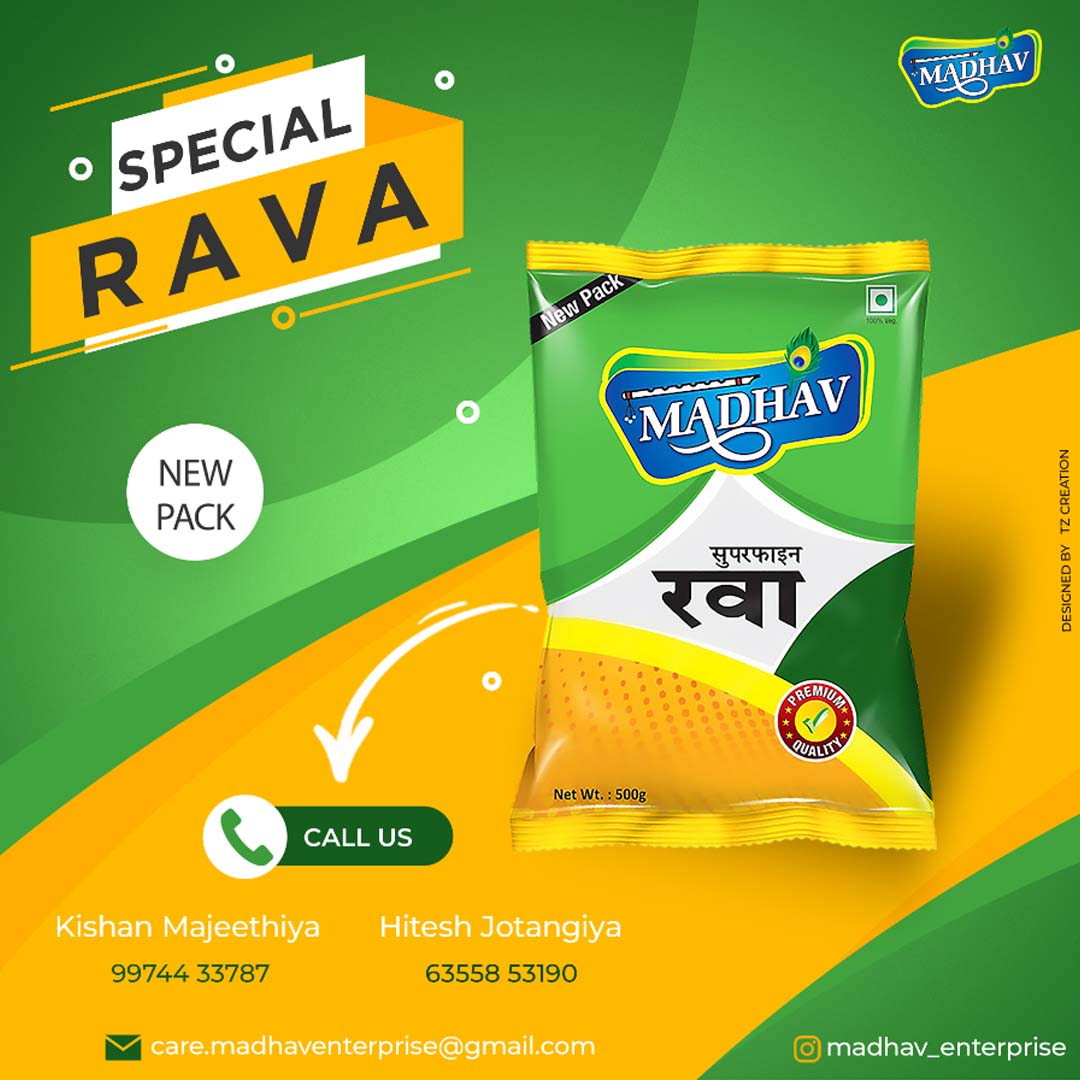 SPECIAL
RAVA
MADHAV
NEW
PACK
New Pack
100% Veg.
MADHAV
सुपरफाइन
रवा
PREMIUM
QUALITY
Net Wt. : 500g
DESIGNED BY TZ CREATION
CALL US
Kishan Majeethiya
99744 33787
Hitesh Jotangiya
63558 53190
care.madhaventerprise@gmail.com
madhav_enterprise